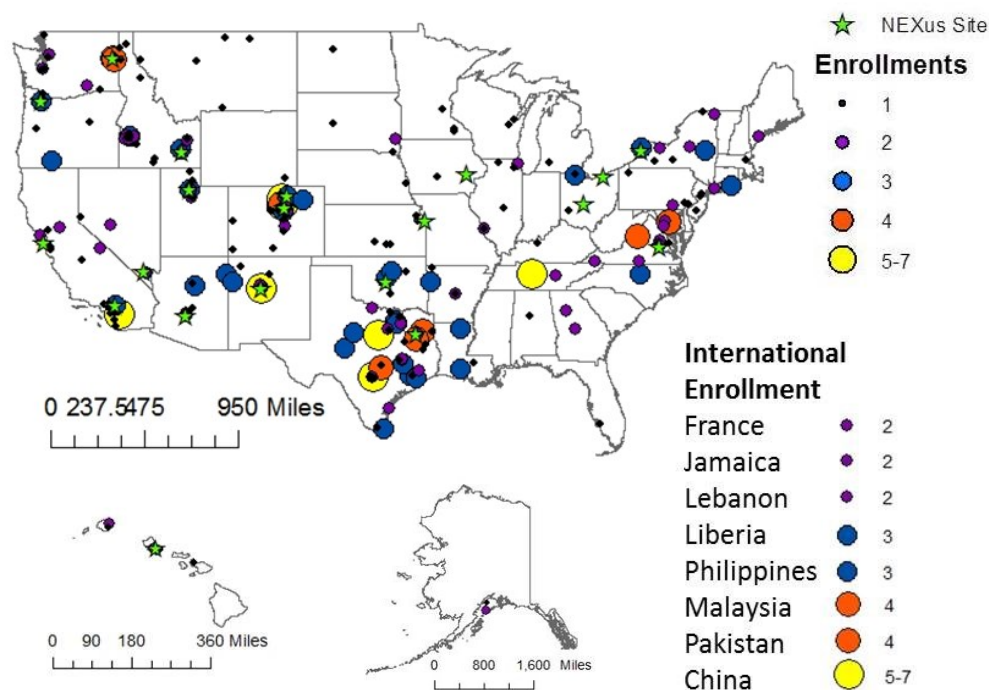 NEXus Site
Enrollments
1
2
3
4
5-7
0 237.5475 950 Miles
International
Enrollment
France 2
Jamaica 2
Lebanon 2
Liberia 3
Philippines 3
Malaysia 4
Pakistan 4
China 5-7
0 90 180 360 Miles
0 800 1,600 Miles